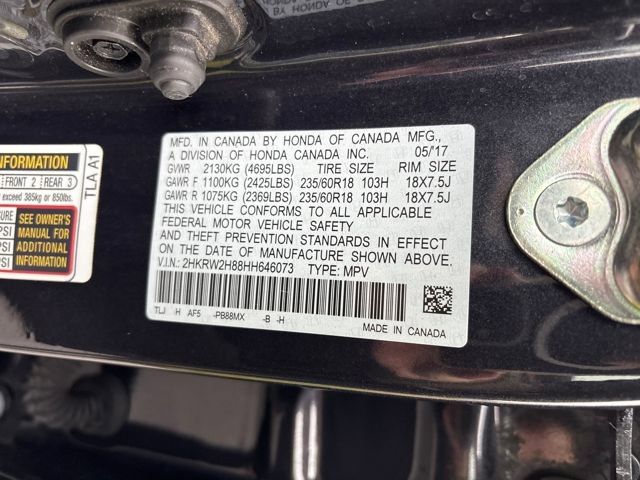 INFORMATION
FRONT 2 REAR 3
exceed 385kg or 850lbs.
TLA A1
SEE OWNER'S
MANUAL FOR
ADDITIONAL
INFORMATION
PSI
PSI
MFD. IN CANADA BY HONDA OF CANADA MFG.,
A DIVISION OF HONDA CANADA INC. 05/'17
GVWR 2130KG (4695LBS) TIRE SIZE RIM SIZE
GAWR F 1100KG (2425LBS) 235/60R18 103H 18X7.5J
GAWR R 1075KG (2369LBS) 235/60R18 103H 18X7.5J
THIS VEHICLE CONFORMS TO ALL APPLICABLE
FEDERAL MOTOR VEHICLE SAFETY
AND THEFT PREVENTION STANDARDS IN EFFECT
ON THE DATE OF MANUFACTURE SHOWN ABOVE.
V.I.N.: 2HKRW2H88HH646073 TYPE: MPV
TLJ -H AF5 -PB88MX -B -H
MADE IN CANADA